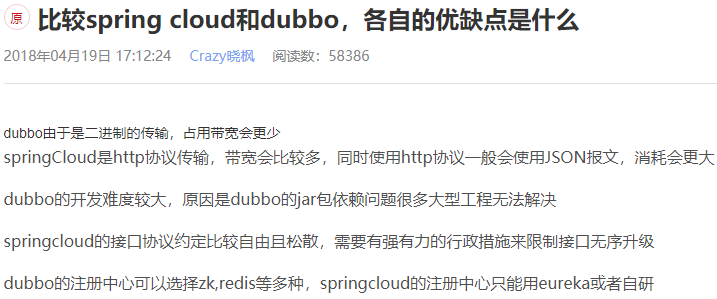 原 比较spring cloud和dubbo，各自的优缺点是什么
2018年04月19日 17:12:24 Crazy晓枫 阅读数：58386
dubbo由于是二进制的传输，占用带宽会更少
springCloud是http协议传输，带宽会比较多，同时使用http协议一般会使用JSON报文，消耗会更大
dubbo的开发难度较大，原因是dubbo的jar包依赖问题很多大型工程无法解决
springcloud的接口协议约定比较自由且松散，需要有强有力的行政措施来限制接口无序升级
dubbo的注册中心可以选择zk,redis等多种，springcloud的注册中心只能用eureka或者自研